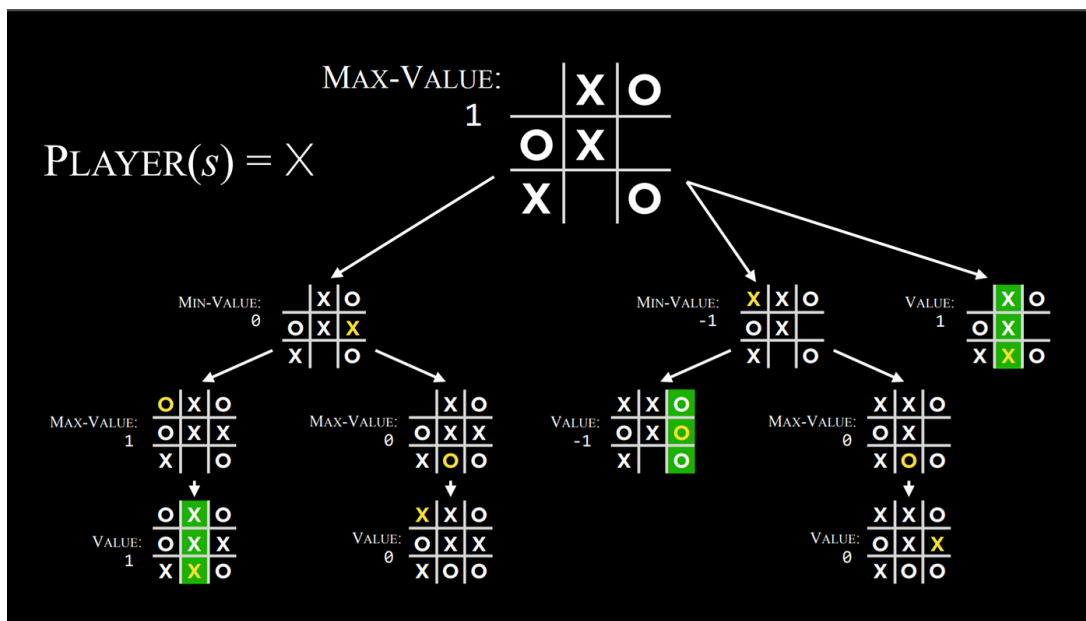 MAX-VALUE:
1
X O
O X
X O
PLAYER(s) = X
MIN-VALUE:
0
X O
O X X
X O
MIN-VALUE:
-1
X X O
O X
X O
VALUE:
1
X O
O X
X X O
MAX-VALUE:
1
O X O
O X X
X O
MAX-VALUE:
0
X O
O X X
X O O
VALUE:
-1
X X O
O X O
X O
MAX-VALUE:
0
X X O
O X
X O O
VALUE:
1
O X O
O X X
X X O
VALUE:
0
X X O
O X X
X O O
VALUE:
0
X X O
O X X
X O O